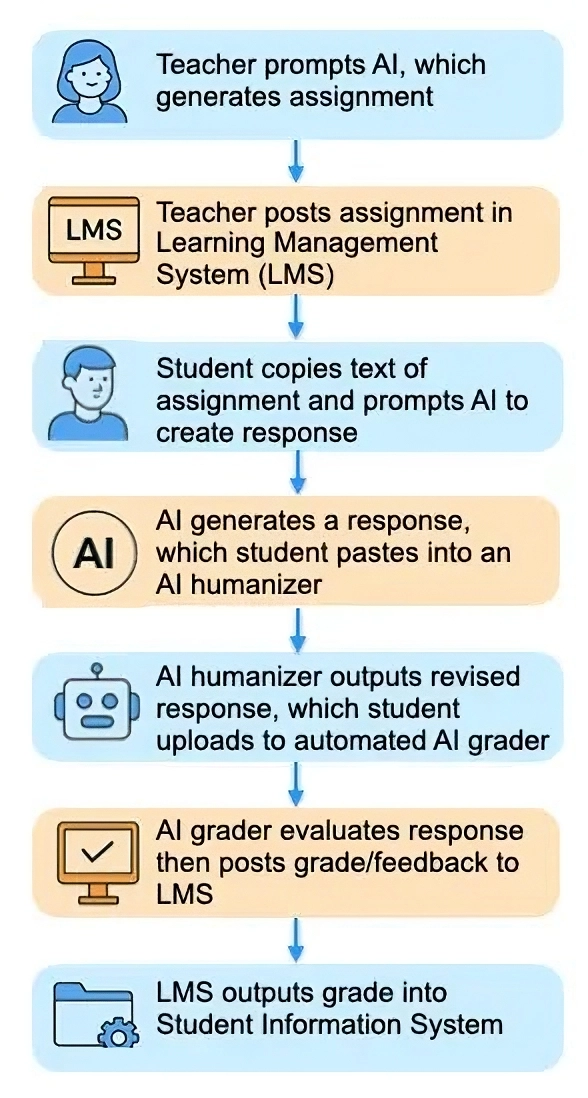 Teacher prompts AI, which
generates assignment
LMS
Teacher posts assignment in
Learning Management
System (LMS)
Student copies text of
assignment and prompts AI to
create response
AI
AI generates a response,
which student pastes into an
AI humanizer
AI humanizer outputs revised
response, which student
uploads to automated AI grader
AI grader evaluates response
then posts grade/feedback to
LMS
LMS outputs grade into
Student Information System